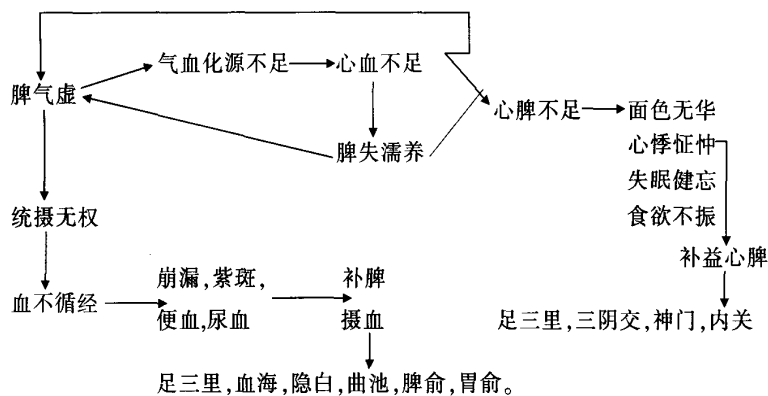 气血化源不足
心血不足
脾气虚
心脾不足
面色无华
脾失濡养
心悸怔忡
失眠健忘
统摄无权
食欲不振
补益心脾
崩漏,紫斑,
补脾
血不循经
便血,尿血
摄血
足三里,三阴交,神门,内关
足三里,血海,隐白,曲池,脾俞,胃俞。